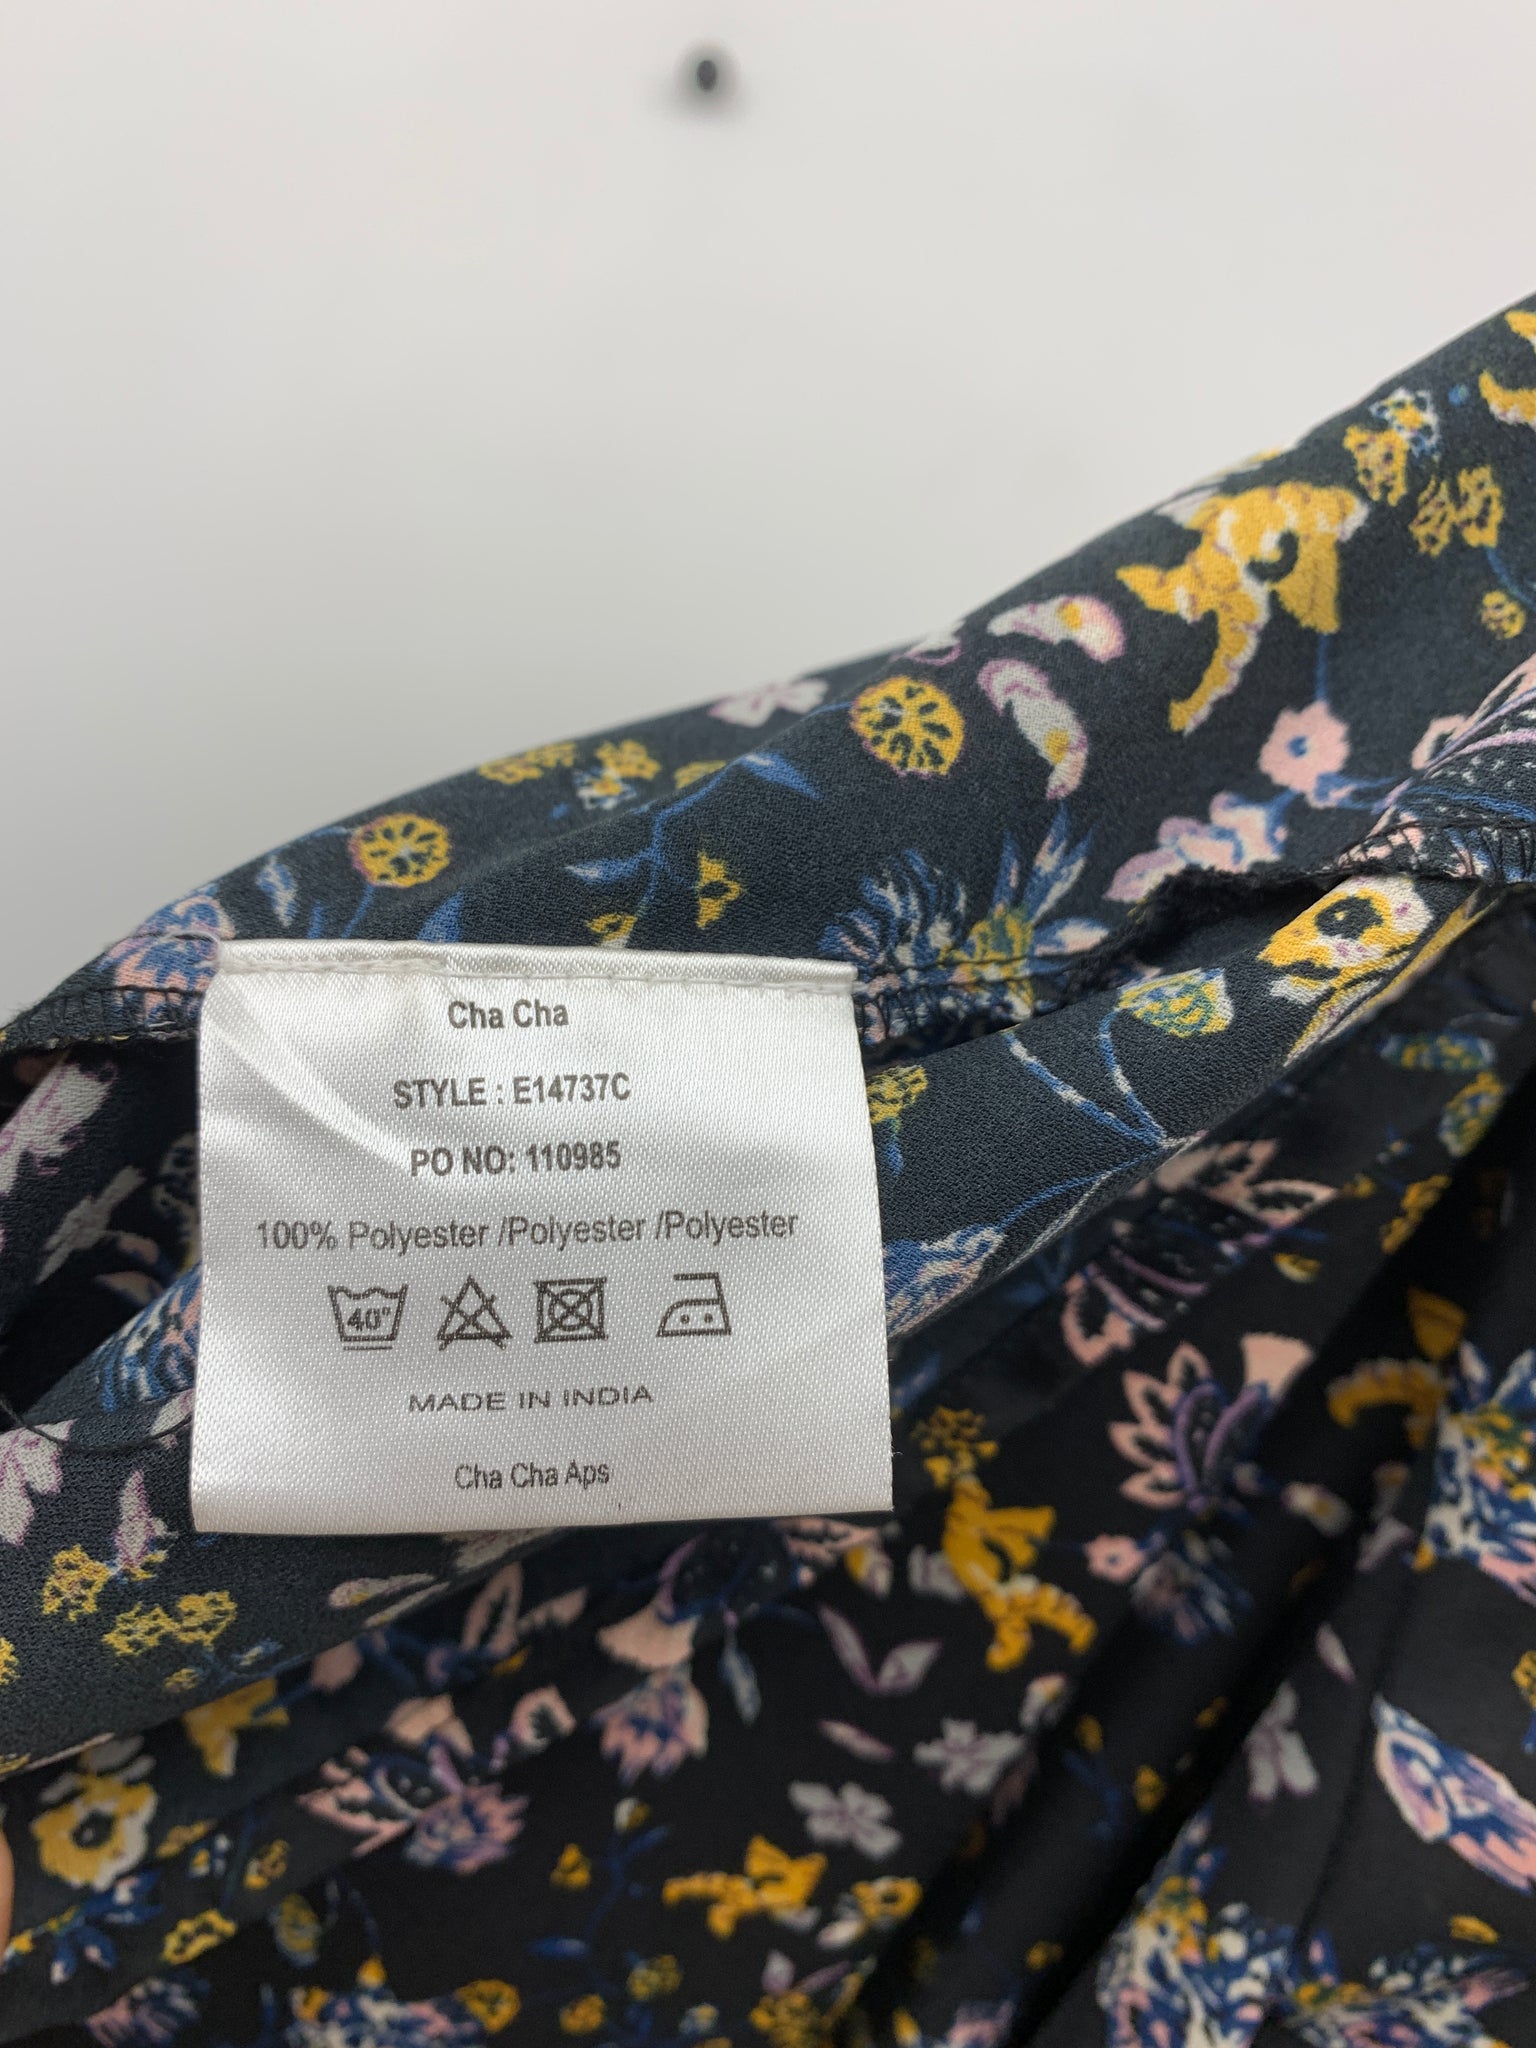 Cha Cha
STYLE : E14737C
PO NO: 110985
100% Polyester /Polyester /Polyester
40°
MADE IN INDIA
Cha Cha Aps